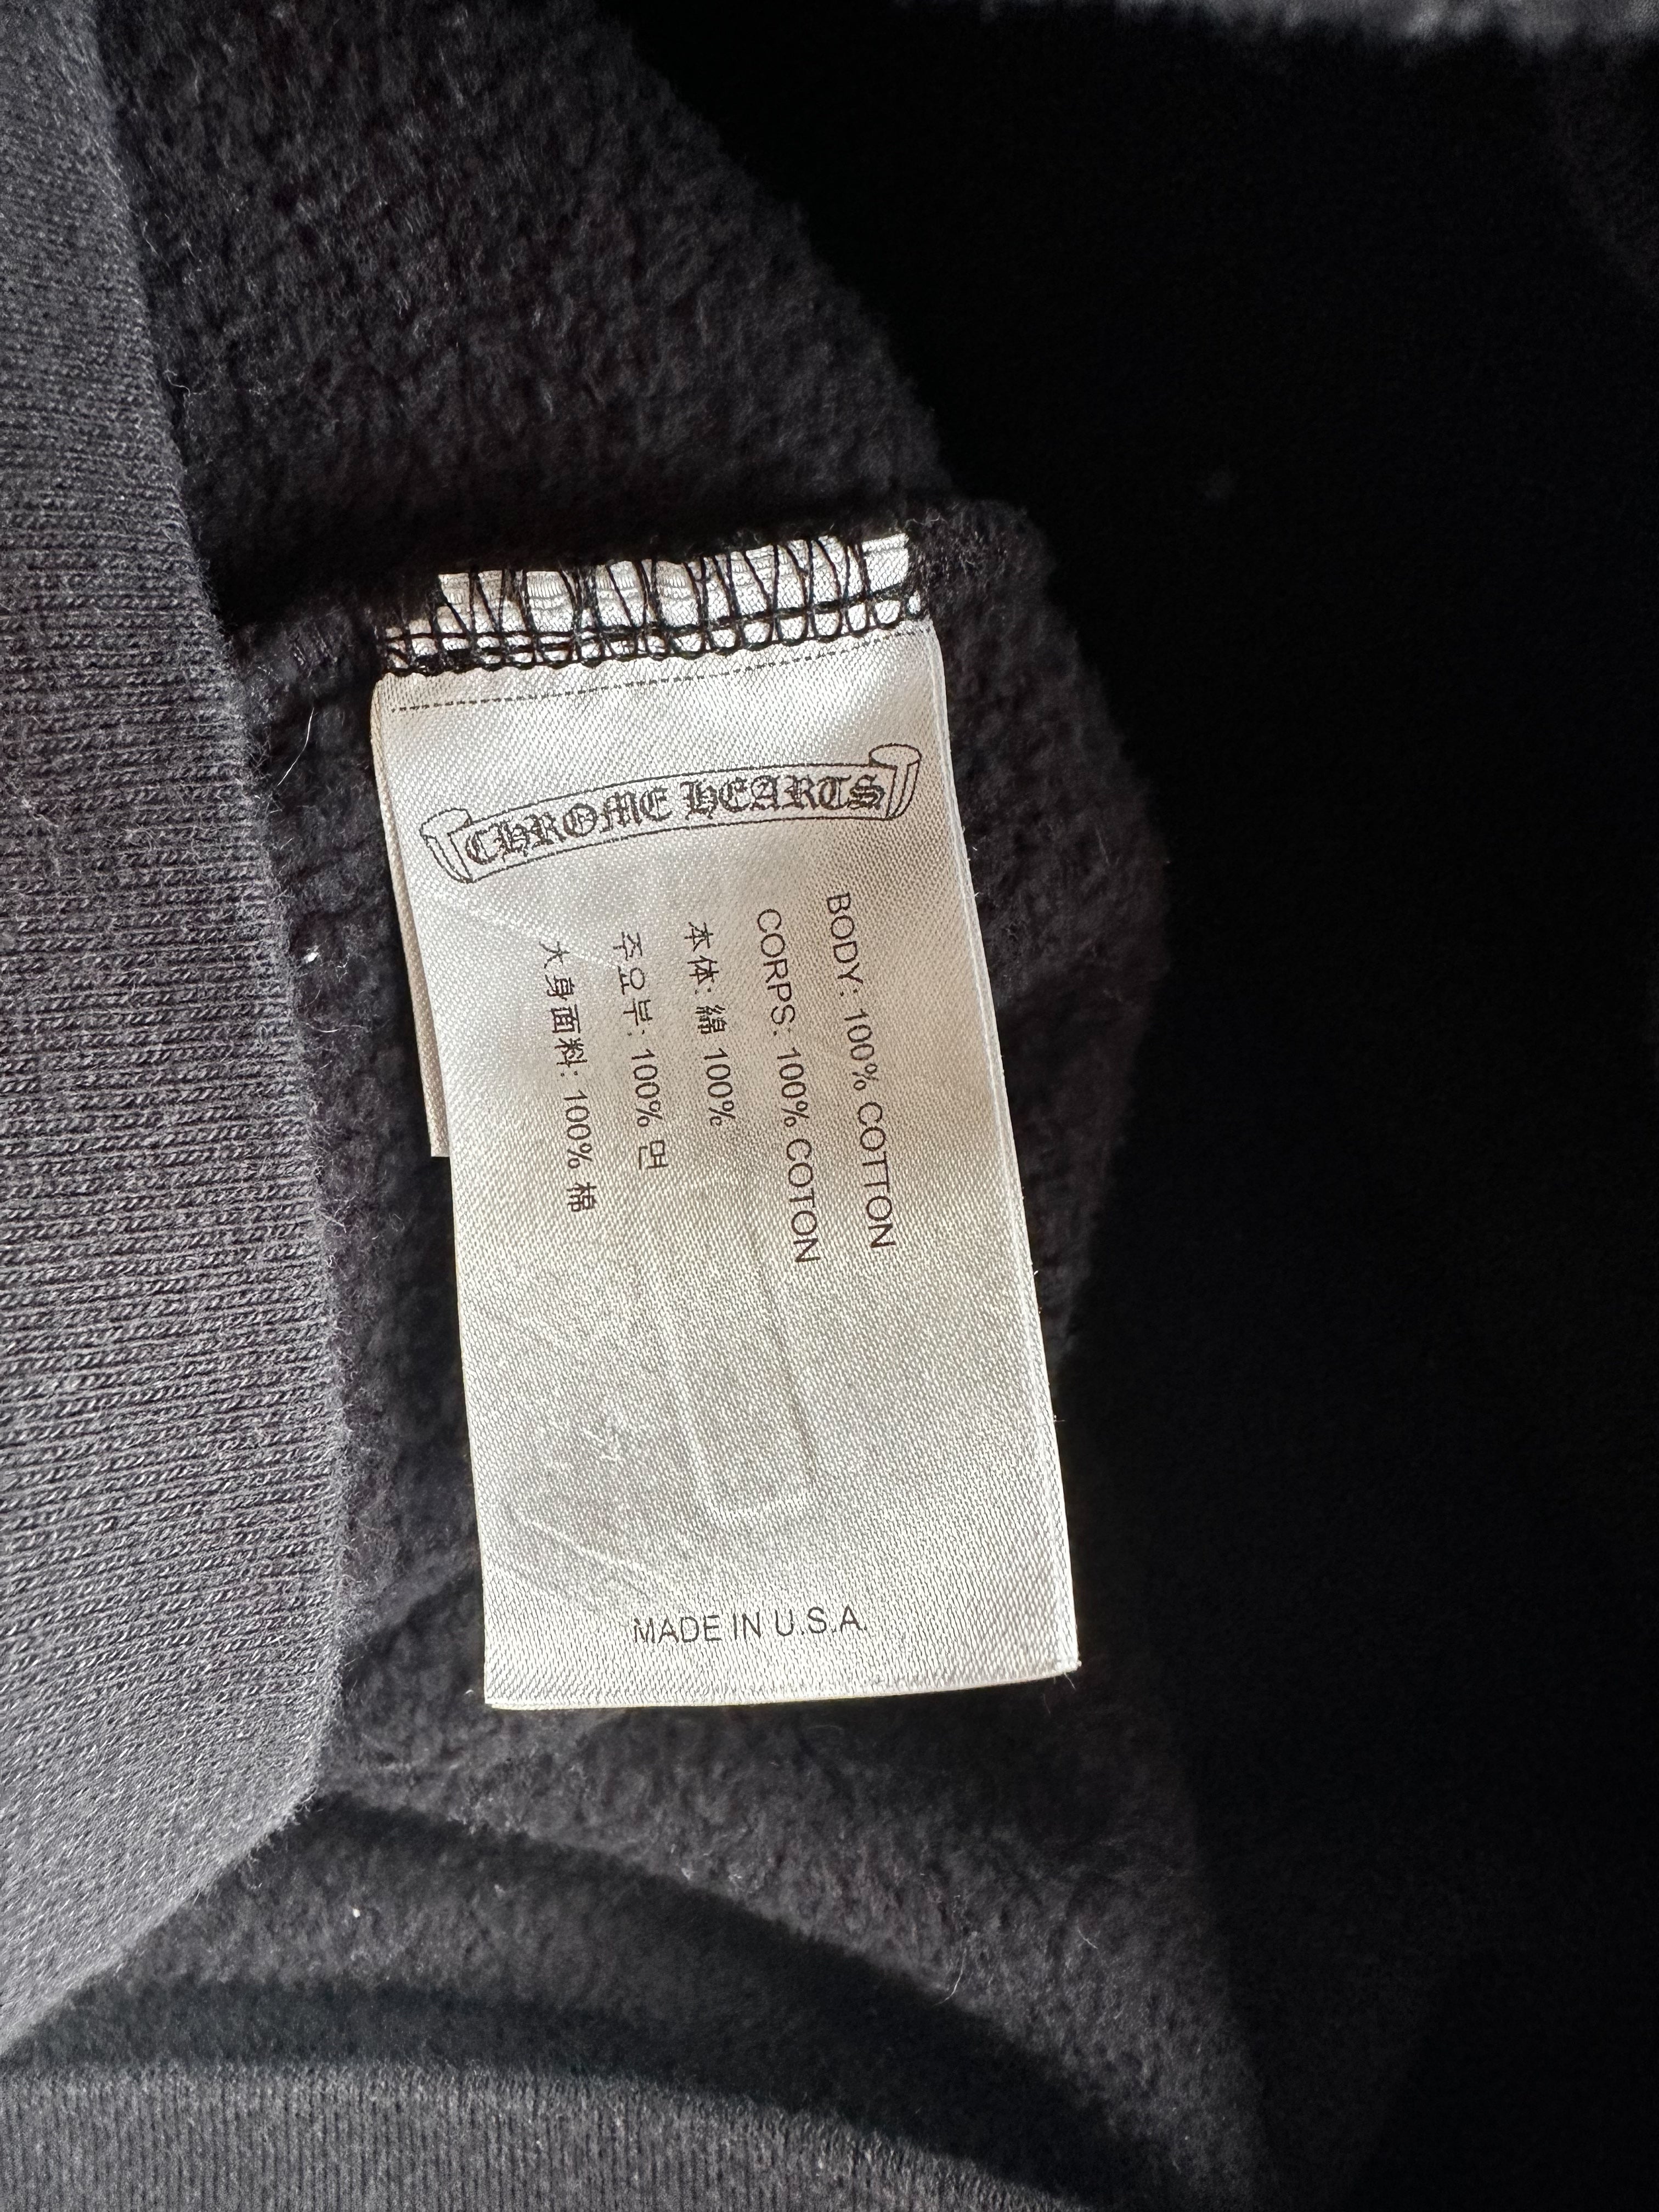 CHROME HEARTS
BODY: 100% COTTON
CORPS: 100% COTON
本体: 綿 100%
주요부: 100% 면
大身面料: 100% 棉
MADE IN U.S.A.